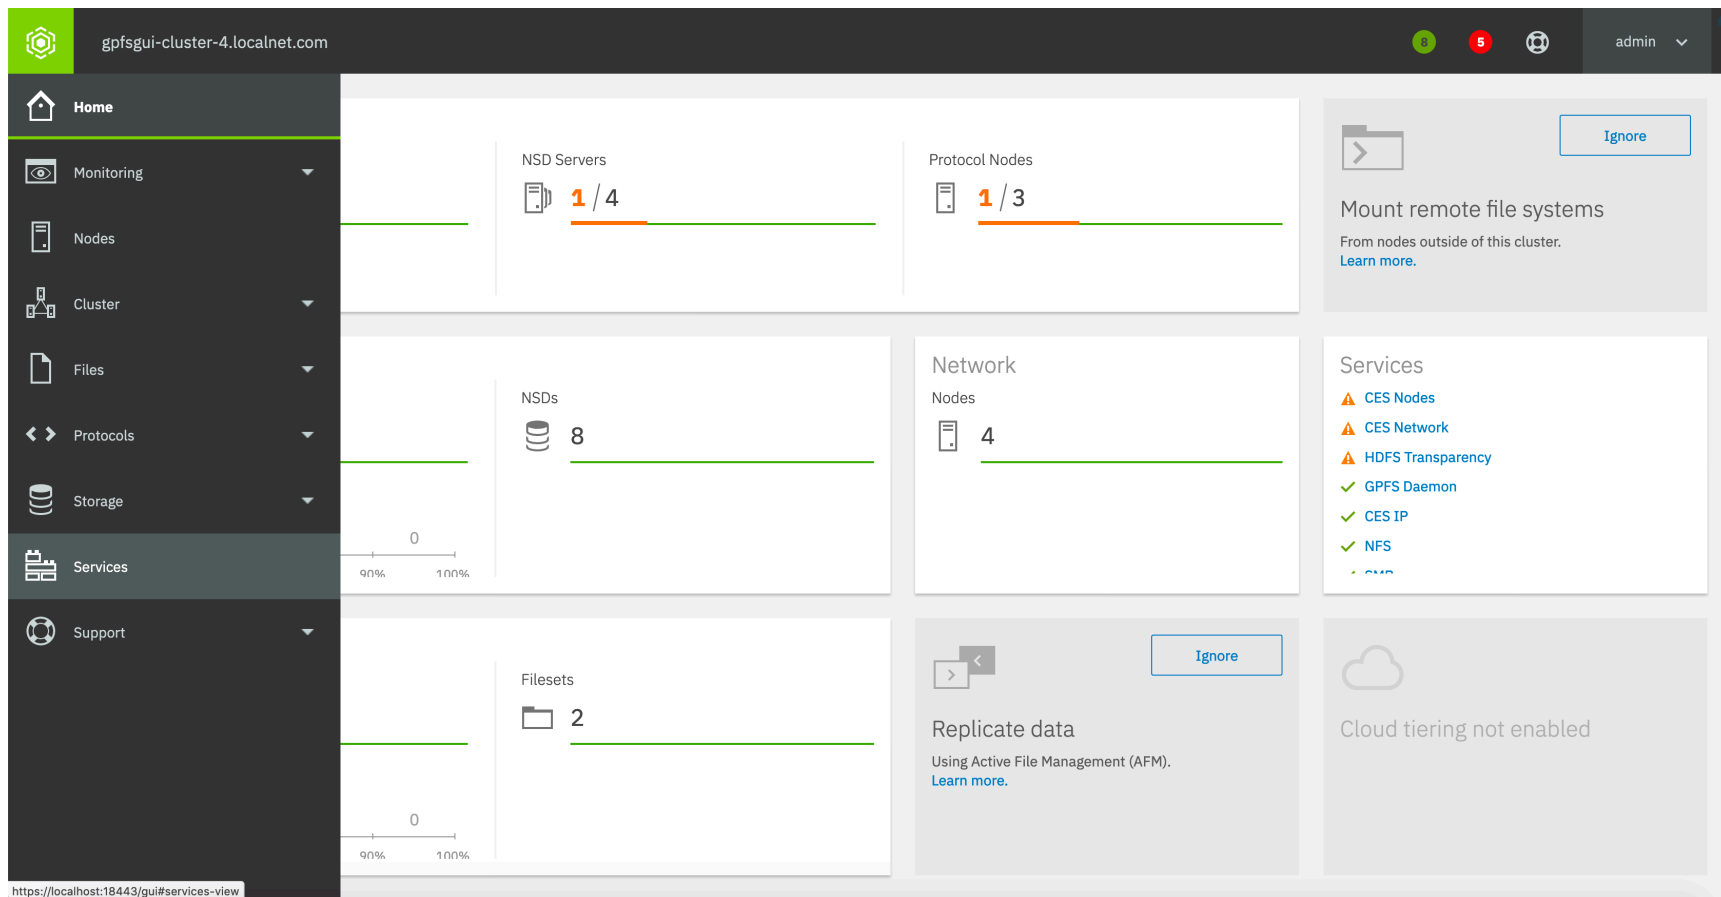 gpfsgui-cluster-4.localnet.com
8
5
admin
Home
Monitoring
Nodes
Cluster
Files
Protocols
Storage
Services
Support
NSD Servers
1 / 4
Protocol Nodes
1 / 3
Ignore
Mount remote file systems
From nodes outside of this cluster.
Learn more.
0
90% 100%
NSDs
8
Network
Nodes
4
Services
CES Nodes
CES Network
HDFS Transparency
GPFS Daemon
CES IP
NFS
SMB
0
90% 100%
Filesets
2
Ignore
Replicate data
Using Active File Management (AFM).
Learn more.
Cloud tiering not enabled
https://localhost:18443/gui#services-view